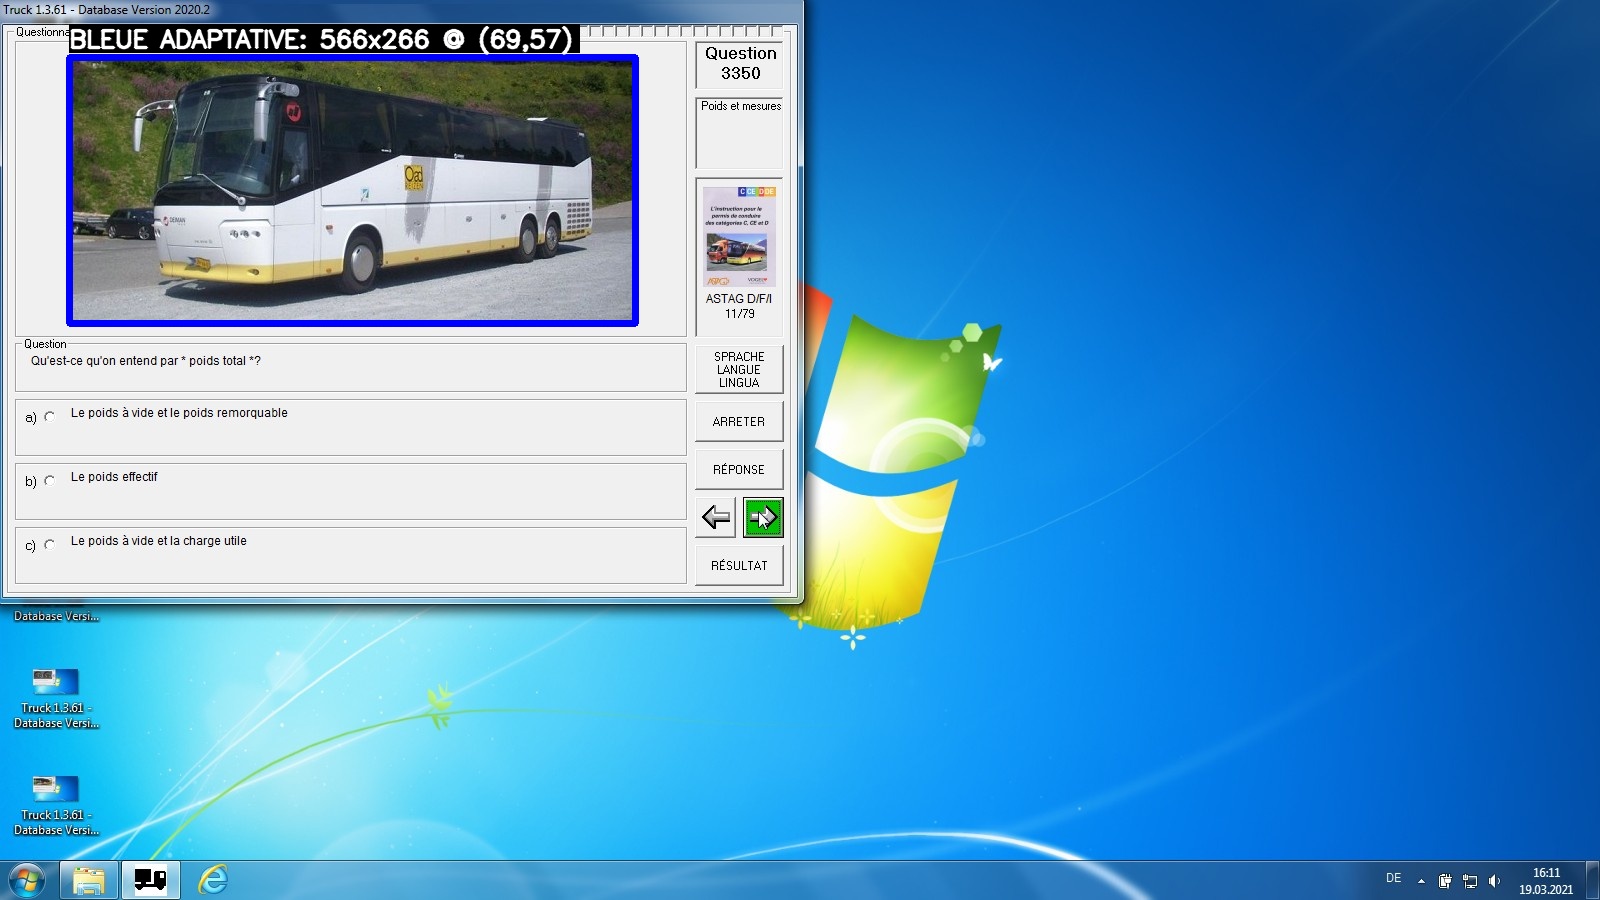 Truck 1.3.61 - Database Version 2020.2
Questionna
BLEUE ADAPTATIVE: 566x266 @ (69,57)
Oad
REIZEN
Question
3350
Poids et mesures
C CE D DE
L'instruction pour le
permis de conduire
des catégories C, CE et D
ASTAG D/F/I
11/79
Question
Qu'est-ce qu'on entend par * poids total *?
a) Le poids à vide et le poids remorquable
b) Le poids effectif
c) Le poids à vide et la charge utile
SPRACHE
LANGUE
LINGUA
ARRETER
RÉPONSE
RÉSULTAT
Database Versi...
Truck 1.3.61 -
Database Versi...
Truck 1.3.61 -
Database Versi...
DE
16:11
19.03.2021